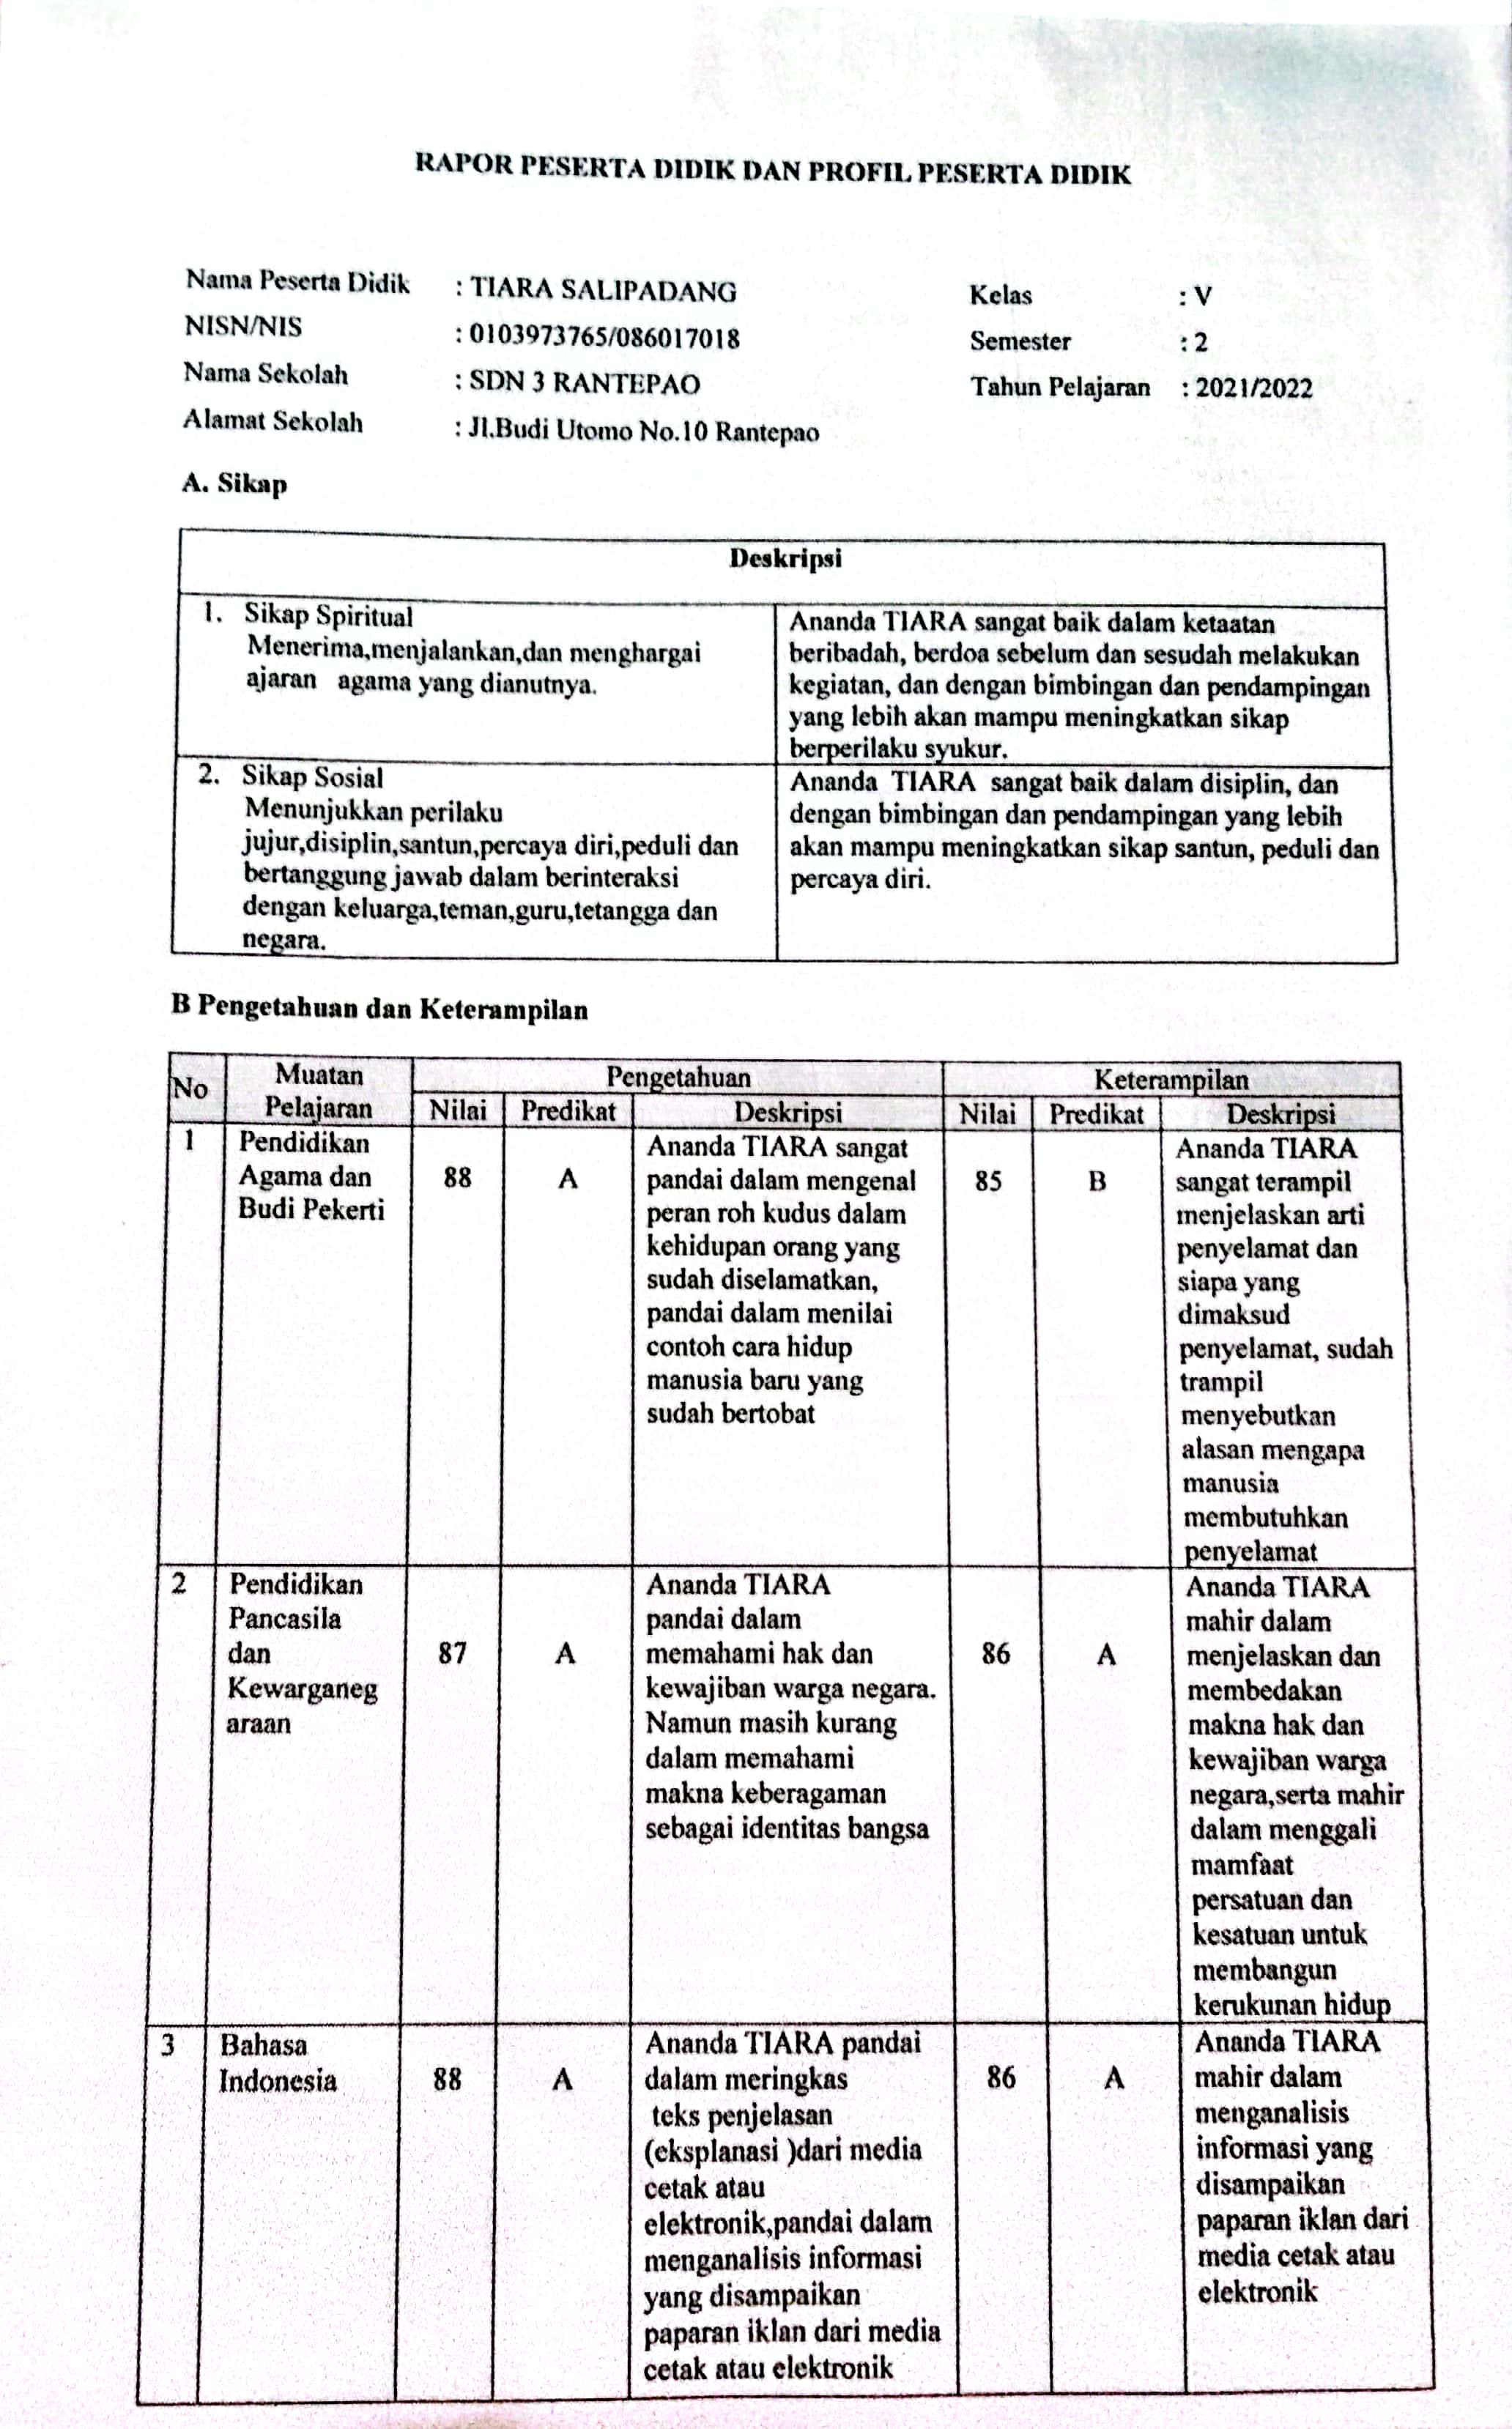 RAPOR PESERTA DIDIK DAN PROFIL PESERTA DIDIK
Nama Peserta Didik : TIARA SALIPADANG Kelas : V
NISN/NIS : 0103973765/086017018 Semester : 2
Nama Sekolah : SDN 3 RANTEPAO Tahun Pelajaran : 2021/2022
Alamat Sekolah : Jl.Budi Utomo No.10 Rantepao
A. Sikap
Deskripsi
1. Sikap Spiritual
Menerima,menjalankan,dan menghargai
ajaran agama yang dianutnya.
Ananda TIARA sangat baik dalam ketaatan
beribadah, berdoa sebelum dan sesudah melakukan
kegiatan, dan dengan bimbingan dan pendampingan
yang lebih akan mampu meningkatkan sikap
berperilaku syukur.
2. Sikap Sosial
Menunjukkan perilaku
jujur,disiplin,santun,percaya diri,peduli dan
bertanggung jawab dalam berinteraksi
dengan keluarga,teman,guru,tetangga dan
negara.
Ananda TIARA sangat baik dalam disiplin, dan
dengan bimbingan dan pendampingan yang lebih
akan mampu meningkatkan sikap santun, peduli dan
percaya diri.
B Pengetahuan dan Keterampilan
No
Muatan
Pelajaran
Pengetahuan
Keterampilan
Nilai Predikat Deskripsi Nilai Predikat Deskripsi
1
Pendidikan
Agama dan
Budi Pekerti
88
A
Ananda TIARA sangat
pandai dalam mengenal
peran roh kudus dalam
kehidupan orang yang
sudah diselamatkan,
pandai dalam menilai
contoh cara hidup
manusia baru yang
sudah bertobat
85
B
Ananda TIARA
sangat terampil
menjelaskan arti
penyelamat dan
siapa yang
dimaksud
penyelamat, sudah
trampil
menyebutkan
alasan mengapa
manusia
membutuhkan
penyelamat
2
Pendidikan
Pancasila
dan
Kewarganeg
araan
87
A
Ananda TIARA
pandai dalam
memahami hak dan
kewajiban warga negara.
Namun masih kurang
dalam memahami
makna keberagaman
sebagai identitas bangsa
86
A
Ananda TIARA
mahir dalam
menjelaskan dan
membedakan
makna hak dan
kewajiban warga
negara,serta mahir
dalam menggali
mamfaat
persatuan dan
kesatuan untuk
membangun
kerukunan hidup
3
Bahasa
Indonesia
88
A
Ananda TIARA pandai
dalam meringkas
teks penjelasan
(eksplanasi )dari media
cetak atau
elektronik,pandai dalam
menganalisis informasi
yang disampaikan
paparan iklan dari media
cetak atau elektronik
86
A
Ananda TIARA
mahir dalam
menganalisis
informasi yang
disampaikan
paparan iklan dari
media cetak atau
elektronik